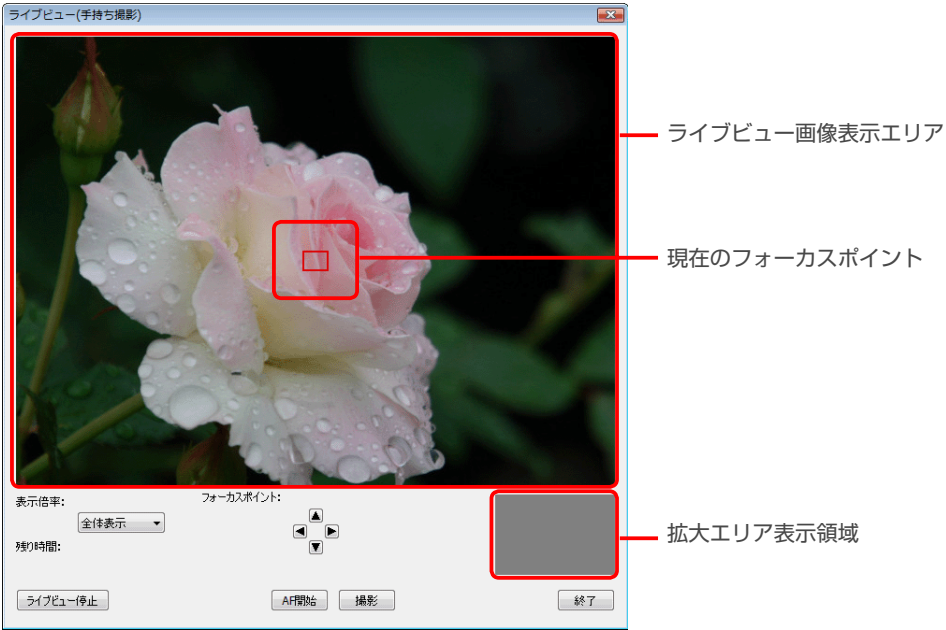 ライブビュー(手持ち撮影)
ライブビュー画像表示エリア
現在のフォーカスポイント
表示倍率:
フォーカスポイント:
全体表示
拡大エリア表示領域
残り時間:
ライブビュー停止
AF開始
撮影
終了